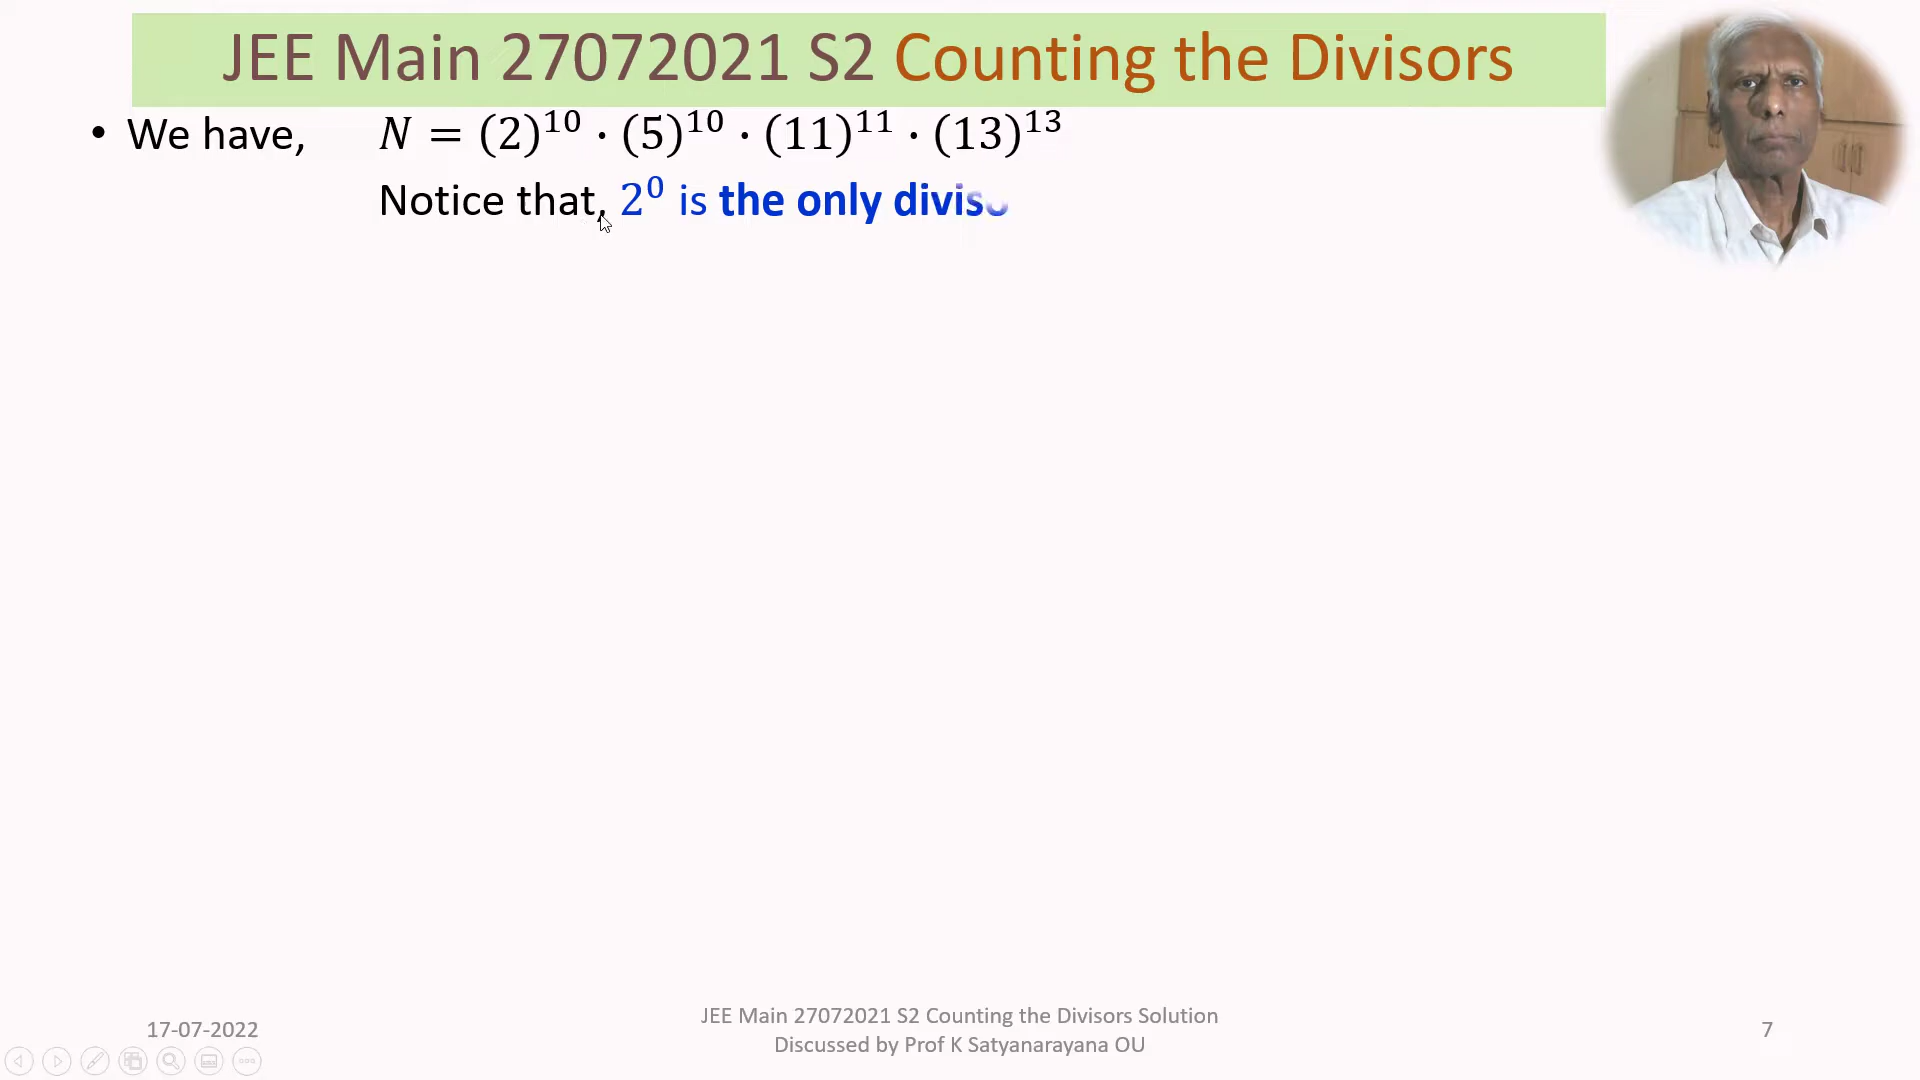 JEE Main 27072021 S2 Counting the Divisors
• We have, N = (2)^10 · (5)^10 · (11)^11 · (13)^13
Notice that, 2^0 is the only
17-07-2022
JEE Main 27072021 S2 Counting the Divisors Solution
Discussed by Prof K Satyanarayana OU
7